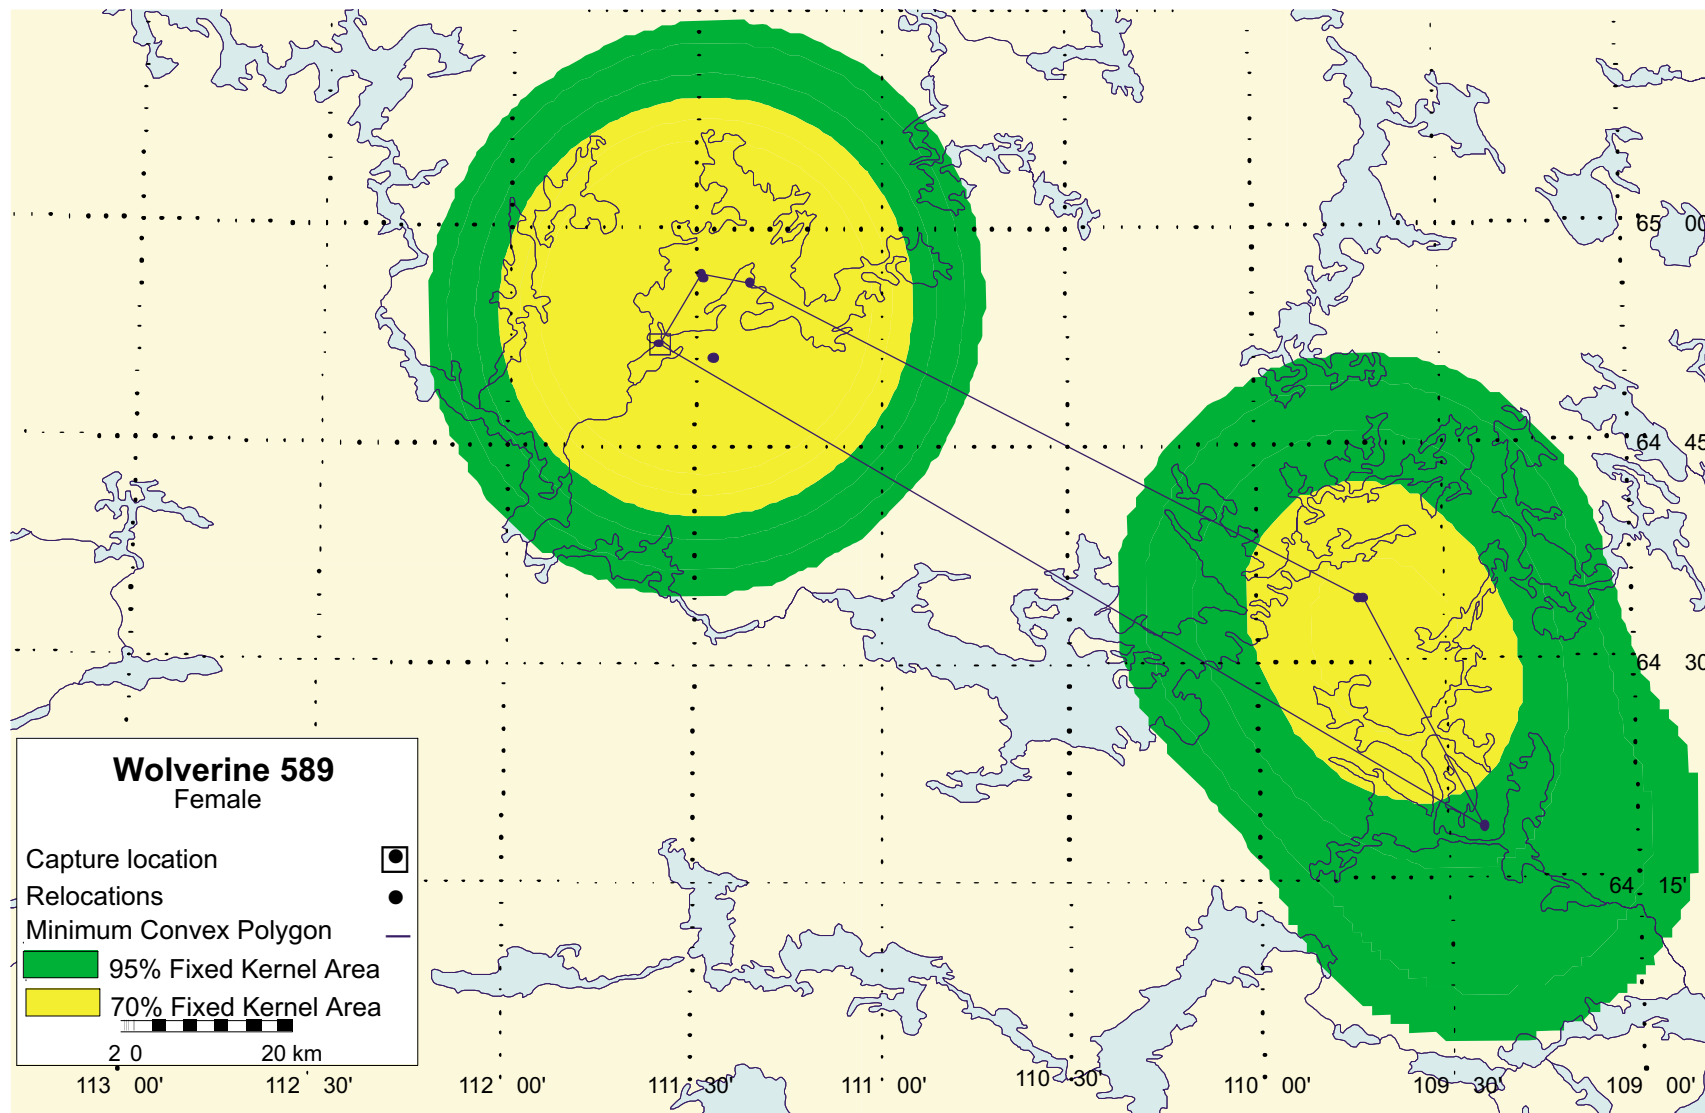 65 00
64 45
64 30
64 15'
Wolverine 589
Female
Capture location
Relocations
Minimum Convex Polygon
95% Fixed Kernel Area
70% Fixed Kernel Area
2 0 20 km
113 00' 112 30' 112 00' 111 30' 111 00' 110 30' 110 00' 109 30' 109 00'